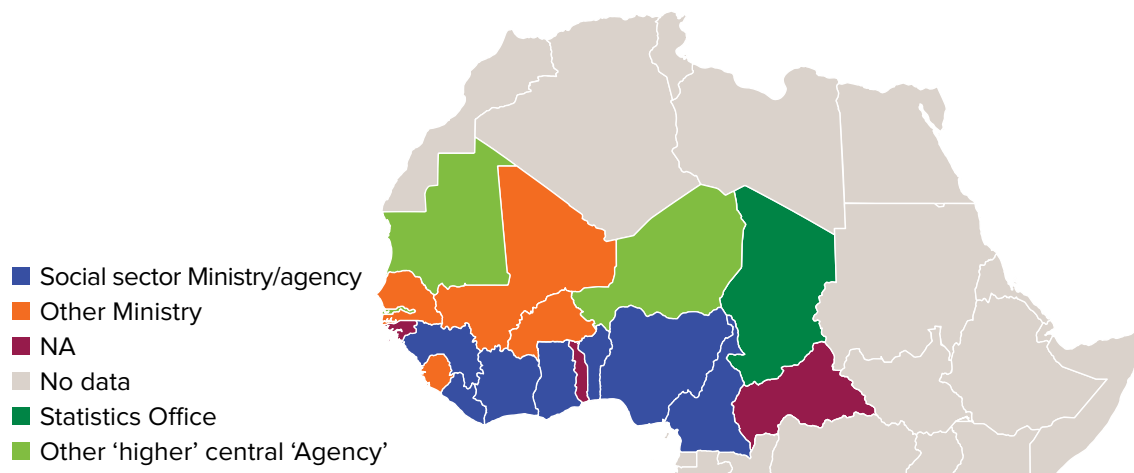 Social sector Ministry/agency
Other Ministry
NA
No data
Statistics Office
Other ‘higher’ central ‘Agency’